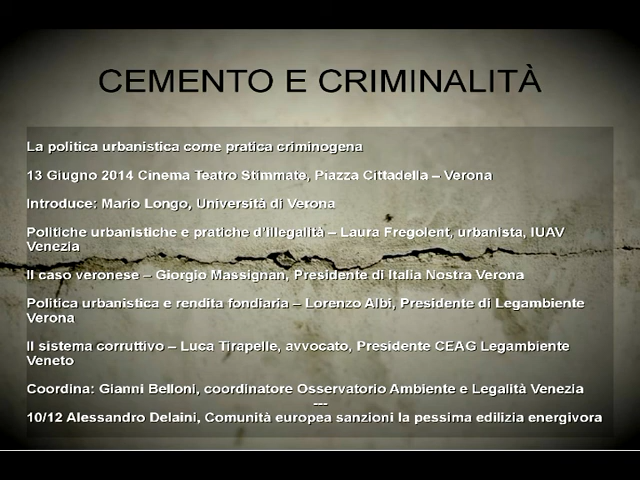 CEMENTO E CRIMINALITÀ
La politica urbanistica come pratica criminogena
13 Giugno 2014 Cinema Teatro Stimmate, Piazza Cittadella – Verona
Introduce: Mario Longo, Università di Verona
Politiche urbanistiche e pratiche d'illegalità – Laura Fregolent, urbanista, IUAV
Venezia
Il caso veronese – Giorgio Massignan, Presidente di Italia Nostra Verona
Politica urbanistica e rendita fondiaria – Lorenzo Albi, Presidente di Legambiente
Verona
Il sistema corruttivo – Luca Tirapelle, avvocato, Presidente CEAG Legambiente
Veneto
Coordina: Gianni Belloni, coordinatore Osservatorio Ambiente e Legalità Venezia
---
10/12 Alessandro Delaini, Comunità europea sanzioni la pessima edilizia energivora